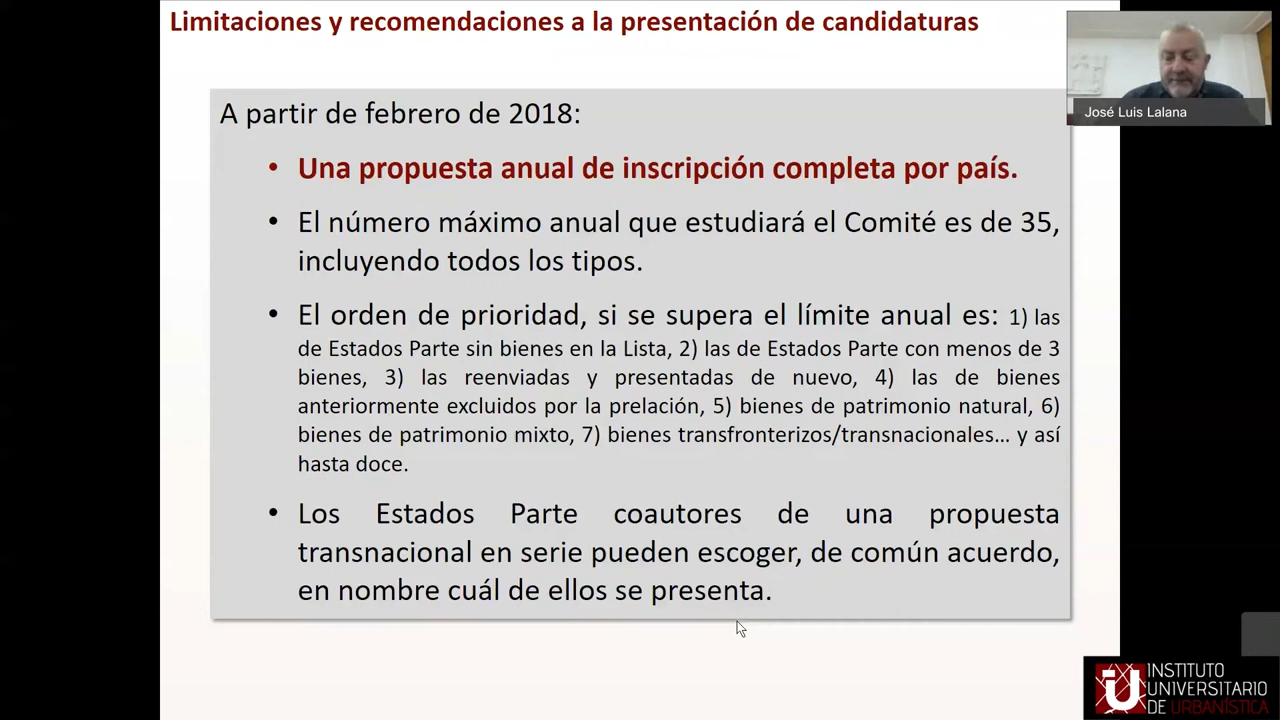 Limitaciones y recomendaciones a la presentación de candidaturas
José Luis Lalana
A partir de febrero de 2018:
• Una propuesta anual de inscripción completa por país.
• El número máximo anual que estudiará el Comité es de 35,
incluyendo todos los tipos.
• El orden de prioridad, si se supera el límite anual es: 1) las
de Estados Parte sin bienes en la Lista, 2) las de Estados Parte con menos de 3
bienes, 3) las reenviadas y presentadas de nuevo, 4) las de bienes
anteriormente excluidos por la prelación, 5) bienes de patrimonio natural, 6)
bienes de patrimonio mixto, 7) bienes transfronterizos/transnacionales... y así
hasta doce.
• Los Estados Parte coautores de una propuesta
transnacional en serie pueden escoger, de común acuerdo,
en nombre cuál de ellos se presenta.
INSTITUTO
UNIVERSITARIO
DE URBANÍSTICA